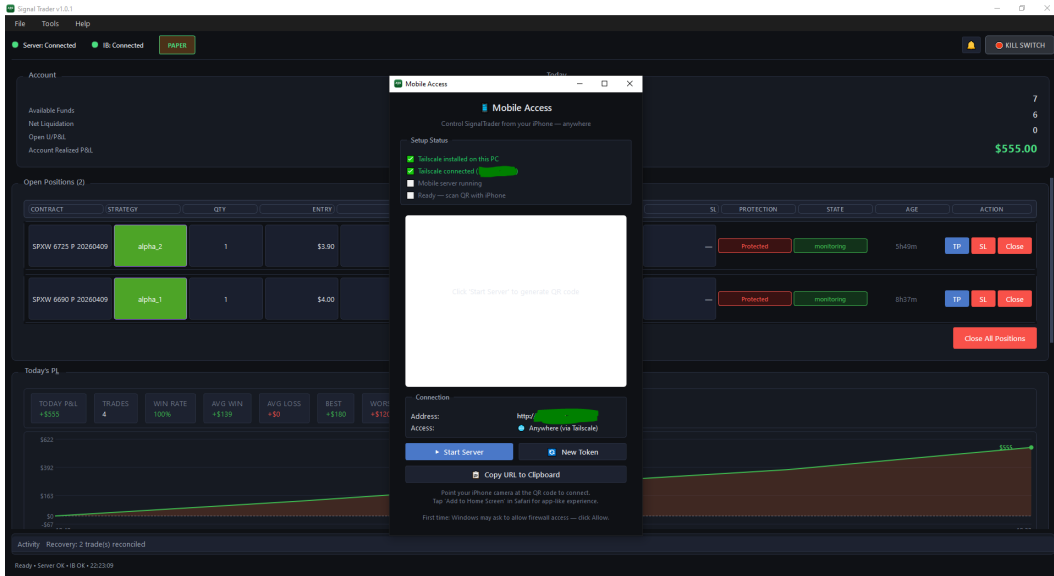 Signal Trader v1.0.1
File Tools Help
Server: Connected IB: Connected PAPER KILL SWITCH
Account Today
Available Funds 7
Net Liquidation 6
Open U/P&L 0
Account Realized P&L $555.00
Open Positions (2)
CONTRACT STRATEGY QTY ENTRY SL PROTECTION STATE AGE ACTION
SPXW 6725 P 20260409 alpha_2 1 $3.90 — Protected monitoring 5h49m TP SL Close
SPXW 6690 P 20260409 alpha_1 1 $4.00 — Protected monitoring 8h37m TP SL Close
Close All Positions
Today's P
TODAY P&L TRADES WIN RATE AVG WIN AVG LOSS BEST WORS
+$555 4 100% +$139 +$0 +$180 +$120
$622
$392
$163
$0
-$67
$555
Activity Recovery: 2 trade(s) reconciled
Ready • Server OK • IB OK • 22:23:09
Mobile Access
Mobile Access
Control SignalTrader from your iPhone — anywhere
Setup Status
Tailscale installed on this PC
Tailscale connected (
Mobile server running
Ready — scan QR with iPhone
Click 'Start Server' to generate QR code
Connection
Address: http:/
Access: Anywhere (via Tailscale)
Start Server New Token
Copy URL to Clipboard
Point your iPhone camera at the QR code to connect.
Tap 'Add to Home Screen' in Safari for app-like experience.
First time: Windows may ask to allow firewall access — click Allow.